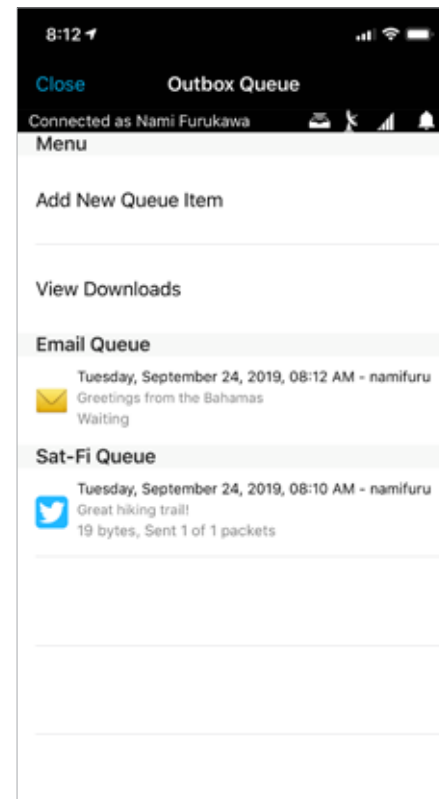 8:12
Close Outbox Queue
Connected as Nami Furukawa
Menu
Add New Queue Item
View Downloads
Email Queue
Tuesday, September 24, 2019, 08:12 AM - namifuru
Greetings from the Bahamas
Waiting
Sat-Fi Queue
Tuesday, September 24, 2019, 08:10 AM - namifuru
Great hiking trail!
19 bytes, Sent 1 of 1 packets